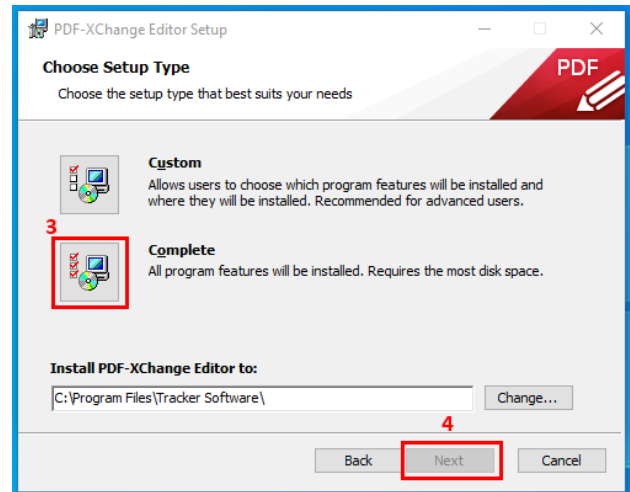 PDF-XChange Editor Setup
Choose Setup Type
Choose the setup type that best suits your needs
PDF
Custom
Allows users to choose which program features will be installed and
where they will be installed. Recommended for advanced users.
3
Complete
All program features will be installed. Requires the most disk space.
Install PDF-XChange Editor to:
C:\Program Files\Tracker Software\
Change...
4
Back
Next
Cancel